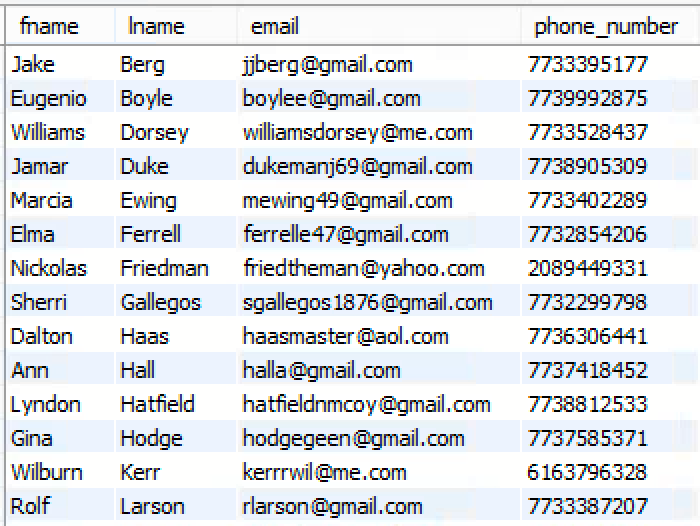 fname lname email phone_number
Jake Berg jjberg@gmail.com 7733395177
Eugenio Boyle boylee@gmail.com 7739992875
Williams Dorsey williamsdorsey@me.com 7733528437
Jamar Duke dukemanj69@gmail.com 7738905309
Marcia Ewing mewing49@gmail.com 7733402289
Elma Ferrell ferrelle47@gmail.com 7732854206
Nickolas Friedman friedtheman@yahoo.com 2089449331
Sherri Gallegos sgallegos1876@gmail.com 7732299798
Dalton Haas haasmaster@aol.com 7736306441
Ann Hall halla@gmail.com 7737418452
Lyndon Hatfield hatfieldnmcoy@gmail.com 7738812533
Gina Hodge hodgegeen@gmail.com 7737585371
Wilburn Kerr kerrrwil@me.com 6163796328
Rolf Larson rlarson@gmail.com 7733387207